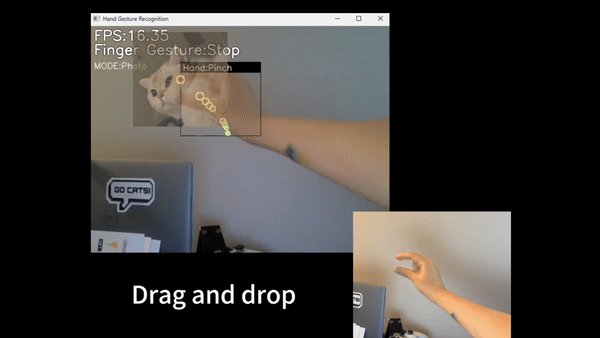 Hand Gesture Recognition
FPS:16.35
Finger Gesture:Stop
MODE:Photo
Hand:Pinch
GO CATS!
Drag and drop